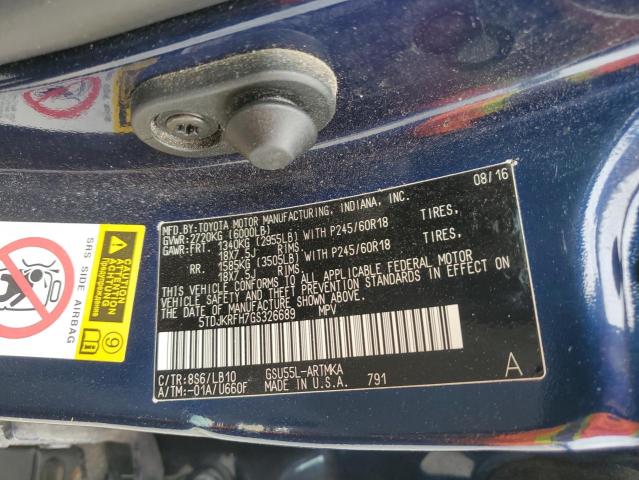 08/16
MFD.BY:TOYOTA MOTOR MANUFACTURING, INDIANA, INC.
GVWR:2720KG (6000LB)
GAWR:FRT. 1340KG (2955LB) WITH P245/60R18 TIRES,
18X7.5J RIMS
RR. 1585KG (3505LB) WITH P245/60R18 TIRES,
18X7.5J RIMS.
THIS VEHICLE CONFORMS TO ALL APPLICABLE FEDERAL MOTOR
VEHICLE SAFETY AND THEFT PREVENTION STANDARDS IN EFFECT ON
THE DATE OF MANUFACTURE SHOWN ABOVE.
5TDJKRFH7GS326689 MPV
C/TR:8S6/LB10 GSU55L-ARTMKA
A/TM:-01A/U660F MADE IN U.S.A. 791
A
SRS SIDE AIRBAG
CAUTION
ACHTUNG
9